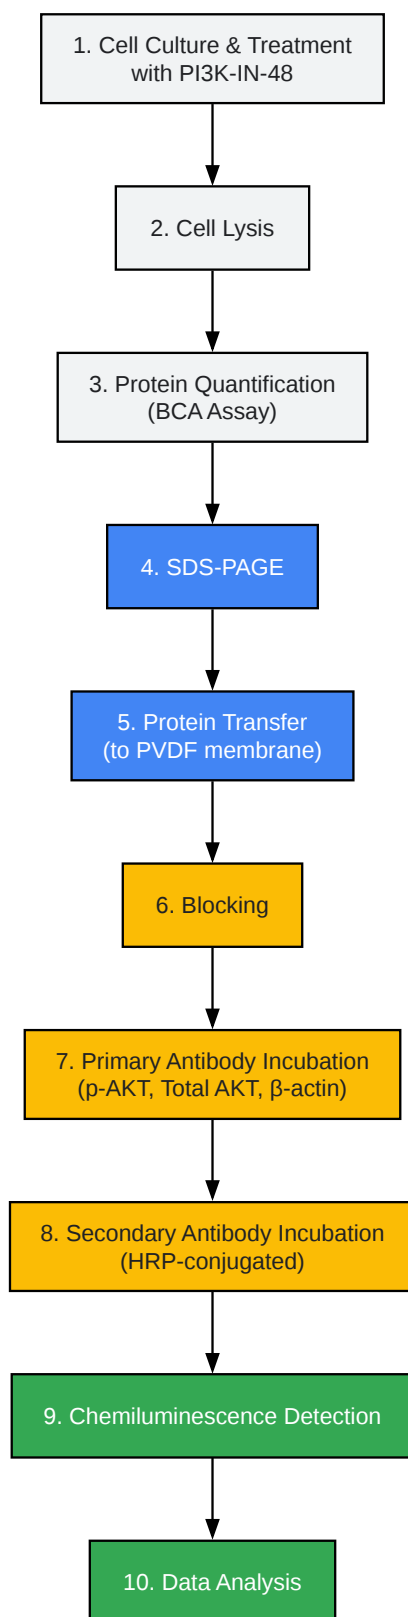 1. Cell Culture & Treatment
with PI3K-IN-48
2. Cell Lysis
3. Protein Quantification
(BCA Assay)
4. SDS-PAGE
5. Protein Transfer
(to PVDF membrane)
6. Blocking
7. Primary Antibody Incubation
(p-AKT, Total AKT, β-actin)
8. Secondary Antibody Incubation
(HRP-conjugated)
9. Chemiluminescence Detection
10. Data Analysis